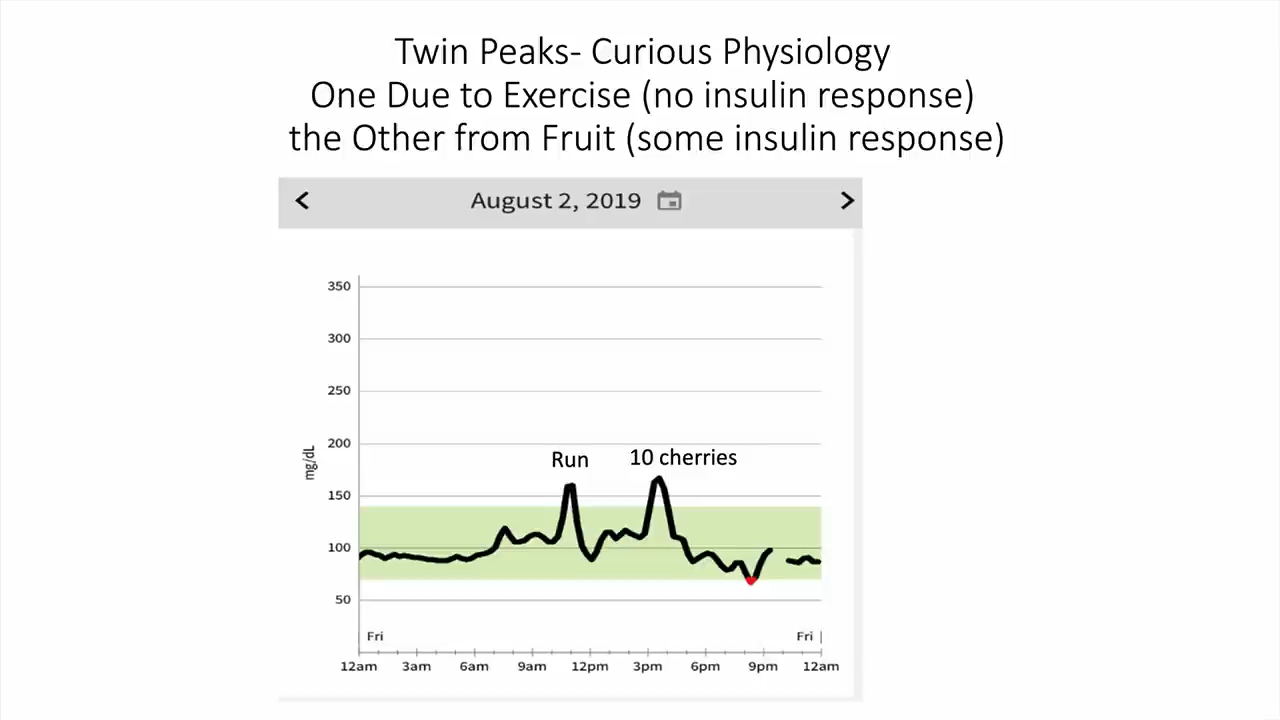 Twin Peaks- Curious Physiology
One Due to Exercise (no insulin response)
the Other from Fruit (some insulin response)
< August 2, 2019 >
350
300
250
200
150
100
50
mg/dL
Run
10 cherries
Fri Fri
12am 3am 6am 9am 12pm 3pm 6pm 9pm 12am